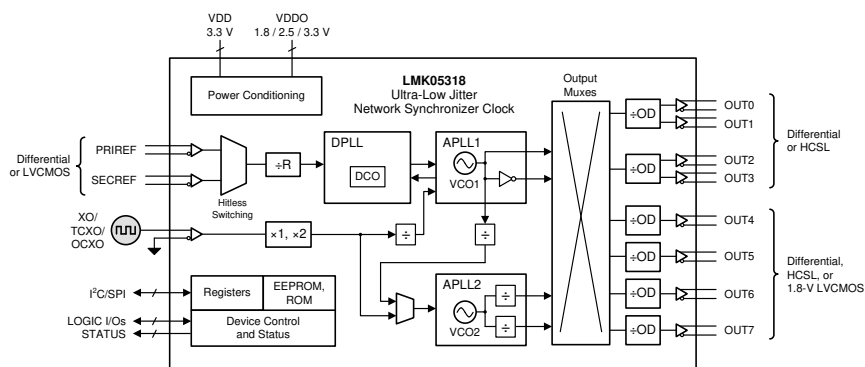 VDD
3.3 V
VDDO
1.8 / 2.5 / 3.3 V
Power Conditioning
LMK05318
Ultra-Low Jitter
Network Synchronizer Clock
Output
Muxes
Differential
or LVCMOS
PRIREF
SECREF
Hitless
Switching
÷R
DPLL
DCO
APLL1
VCO1
XO/
TCXO/
OCXO
×1, ×2
÷
÷
APLL2
VCO2
÷
÷
I²C/SPI
LOGIC I/Os
STATUS
Registers
EEPROM,
ROM
Device Control
and Status
÷OD
÷OD
÷OD
÷OD
÷OD
÷OD
OUT0
OUT1
OUT2
OUT3
OUT4
OUT5
OUT6
OUT7
Differential
or HCSL
Differential,
HCSL, or
1.8-V LVCMOS